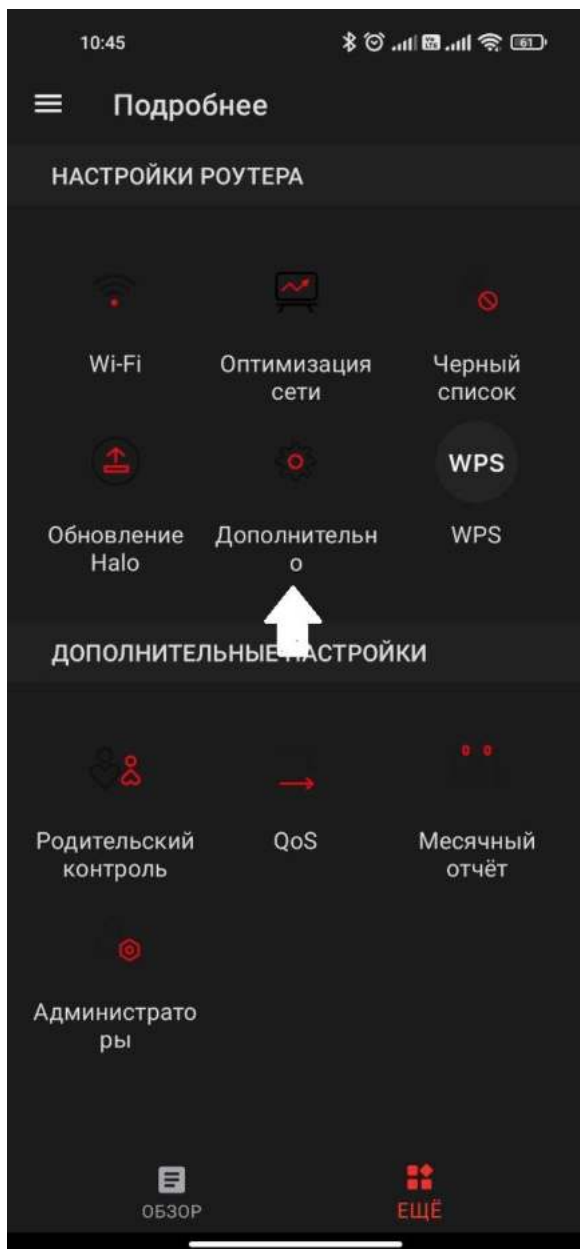 10:45
61
Подробнее
НАСТРОЙКИ РОУТЕРА
Wi-Fi
Оптимизация
сети
Черный
список
Обновление
Halo
Дополнительн
о
WPS
WPS
ДОПОЛНИТЕЛЬНЫЕ НАСТРОЙКИ
Родительский
контроль
QoS
Месячный
отчёт
Администрато
ры
ОБЗОР
ЕЩЁ